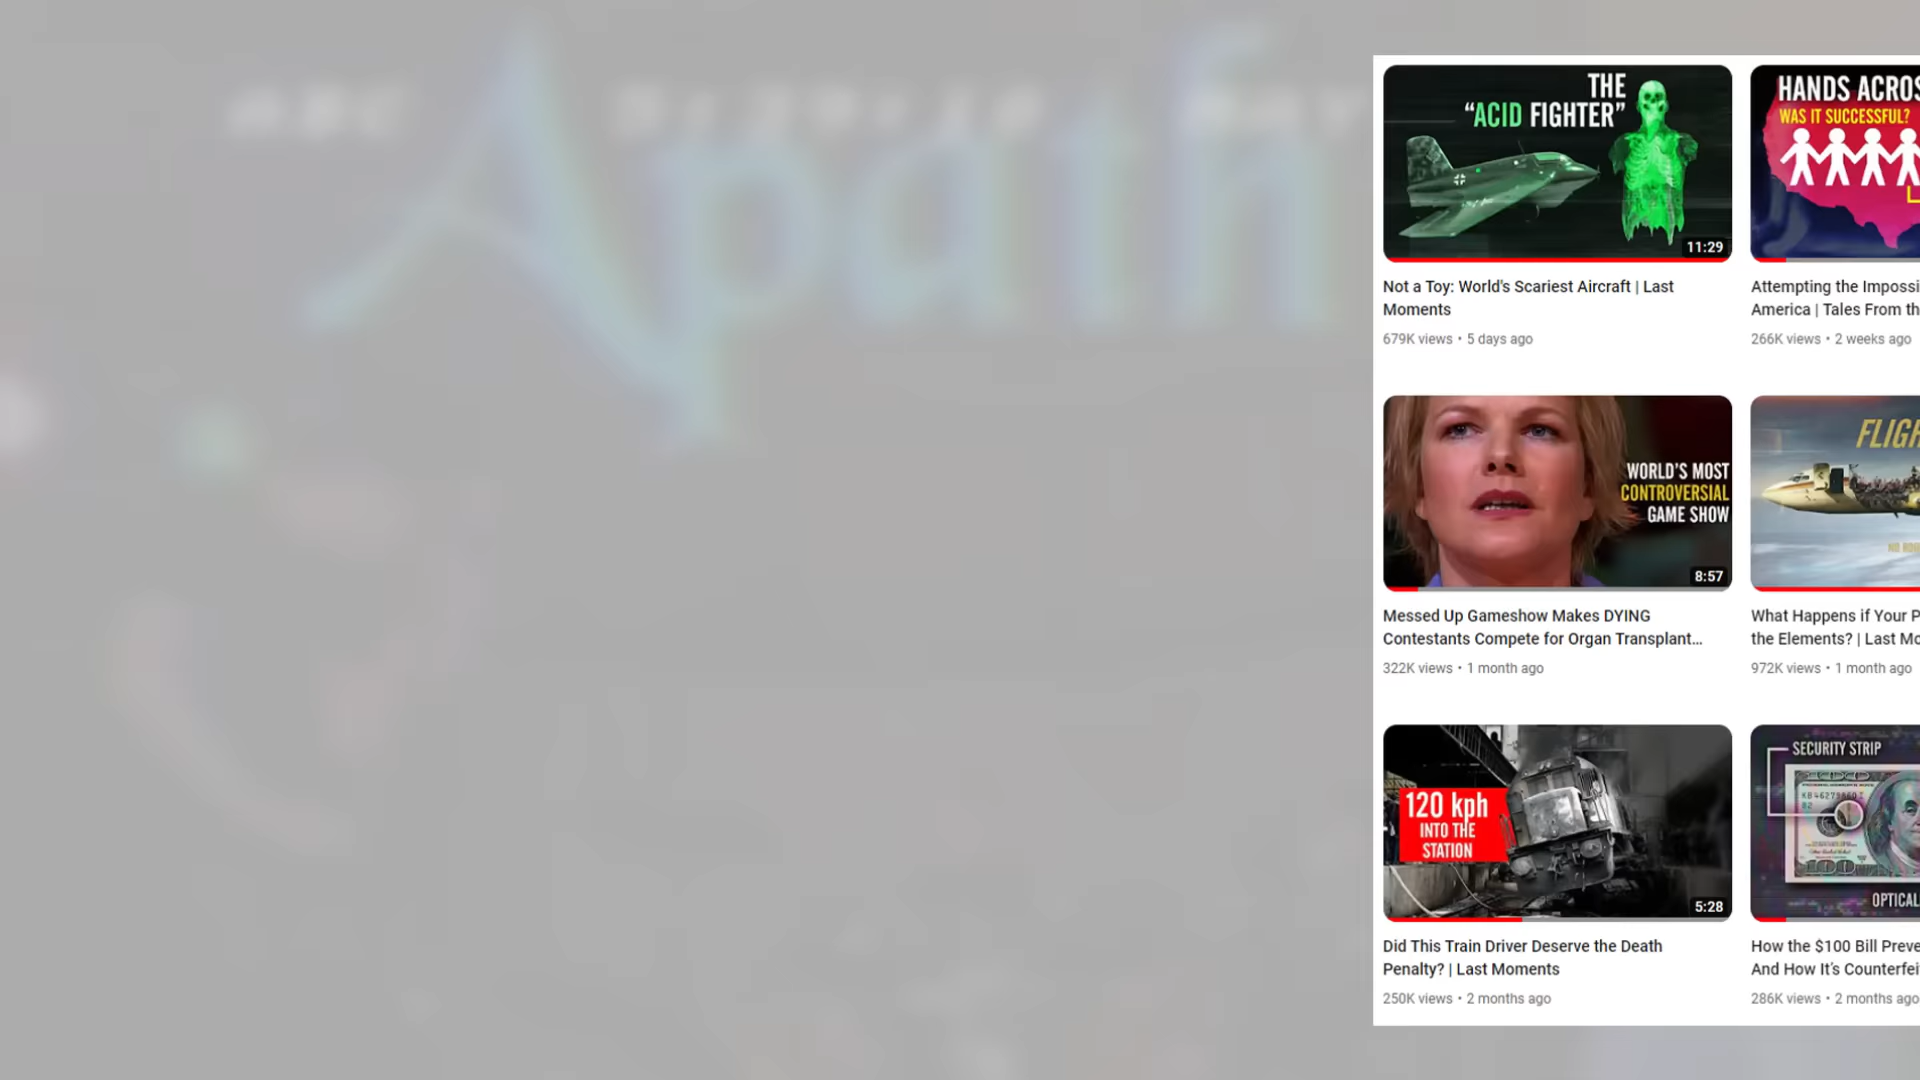 Apath
THE
“ACID FIGHTER”
11:29
Not a Toy: World's Scariest Aircraft | Last
Moments
679K views • 5 days ago
HANDS ACROS
WAS IT SUCCESSFUL?
Attempting the Impossi
America | Tales From th
266K views • 2 weeks ago
WORLD'S MOST
CONTROVERSIAL
GAME SHOW
8:57
Messed Up Gameshow Makes DYING
Contestants Compete for Organ Transplant...
322K views • 1 month ago
FLIGH
What Happens if Your P
the Elements? | Last Mo
972K views • 1 month ago
120 kph
INTO THE
STATION
5:28
Did This Train Driver Deserve the Death
Penalty? | Last Moments
250K views • 2 months ago
SECURITY STRIP
100
OPTICAL
How the $100 Bill Preve
And How It’s Counterfei
286K views • 2 months ago